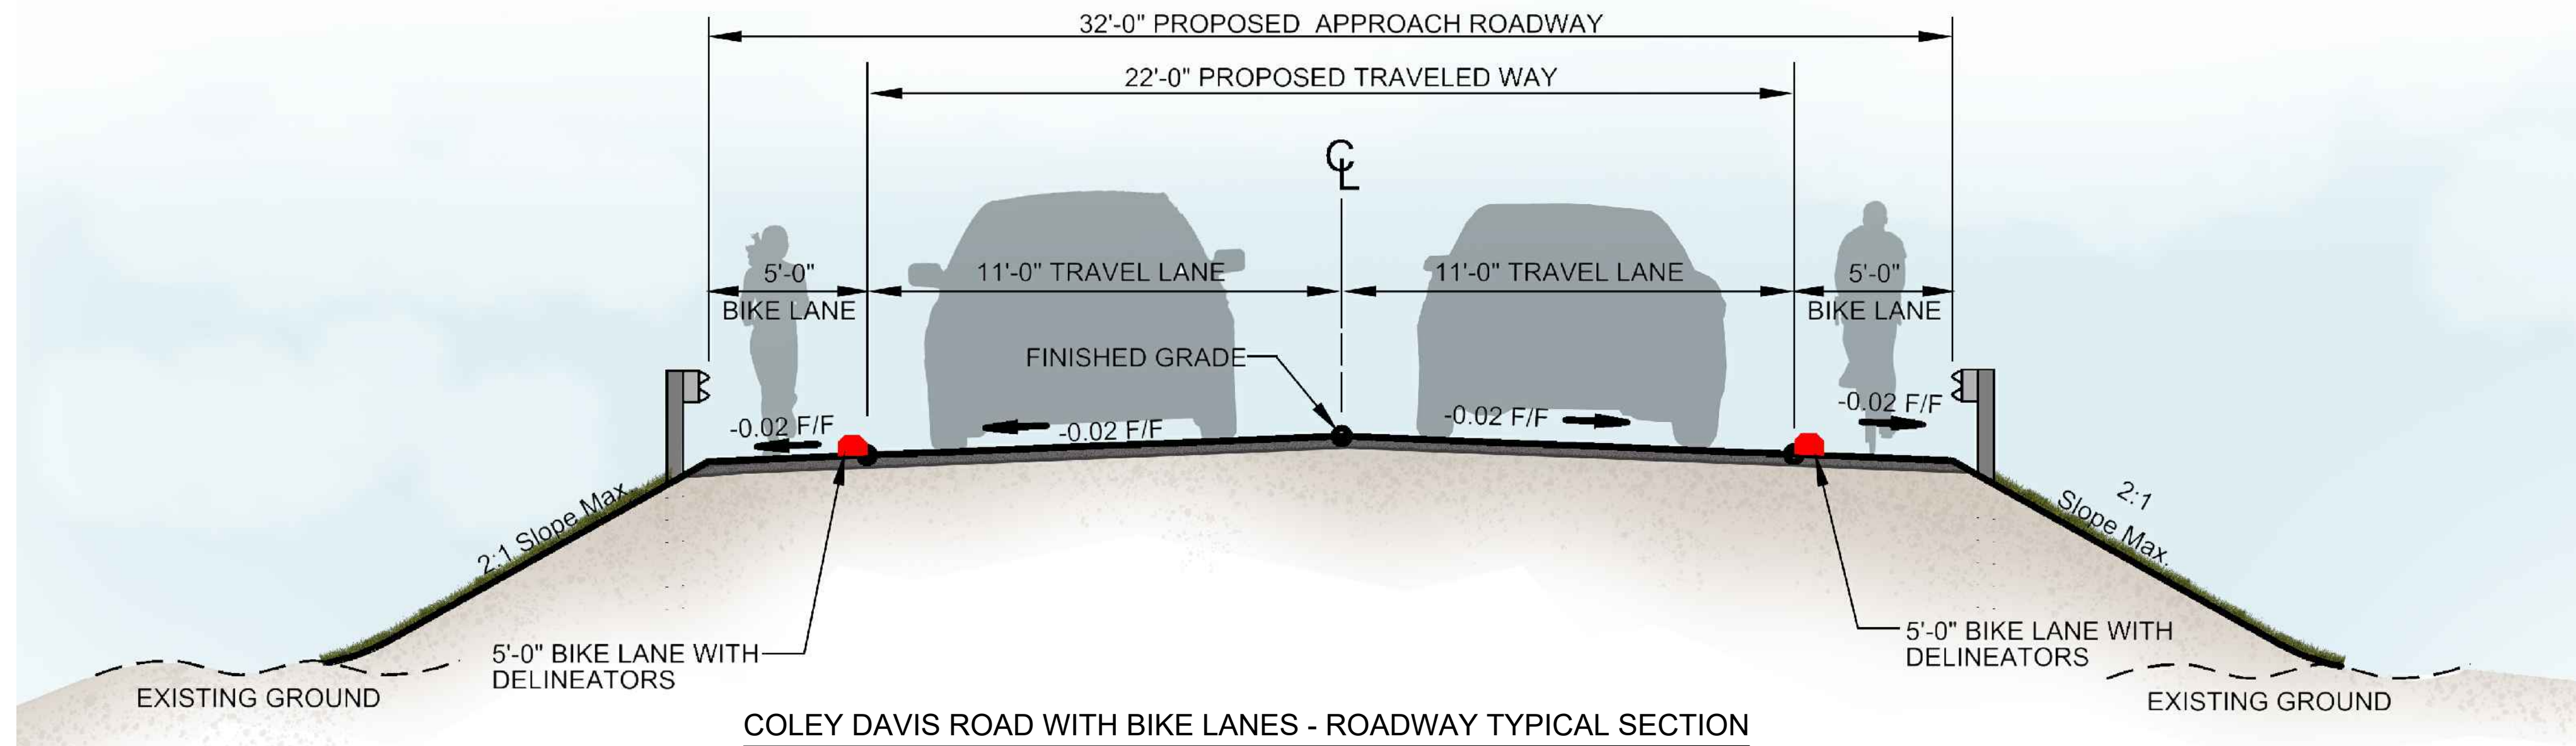 32'-0" PROPOSED APPROACH ROADWAY
22'-0" PROPOSED TRAVELED WAY
CL
5'-0"
BIKE LANE
11'-0" TRAVEL LANE
11'-0" TRAVEL LANE
5'-0"
BIKE LANE
FINISHED GRADE
-0.02 F/F
-0.02 F/F
-0.02 F/F
-0.02 F/F
2:1 Slope Max.
2:1
Slope Max.
5'-0" BIKE LANE WITH
DELINEATORS
5'-0" BIKE LANE WITH
DELINEATORS
EXISTING GROUND
EXISTING GROUND
COLEY DAVIS ROAD WITH BIKE LANES - ROADWAY TYPICAL SECTION